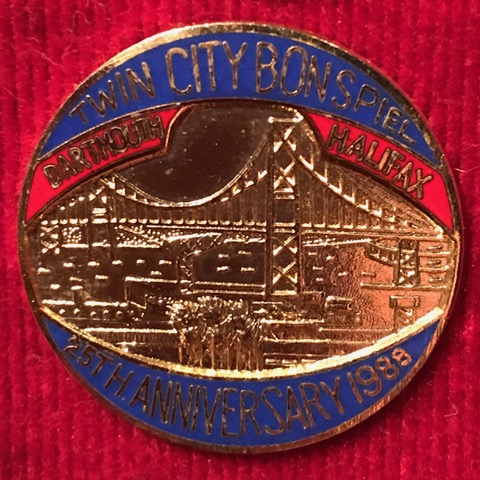 TWIN CITY BONSPIEL
DARTMOUTH
HALIFAX
25TH. ANNIVERSARY 1988